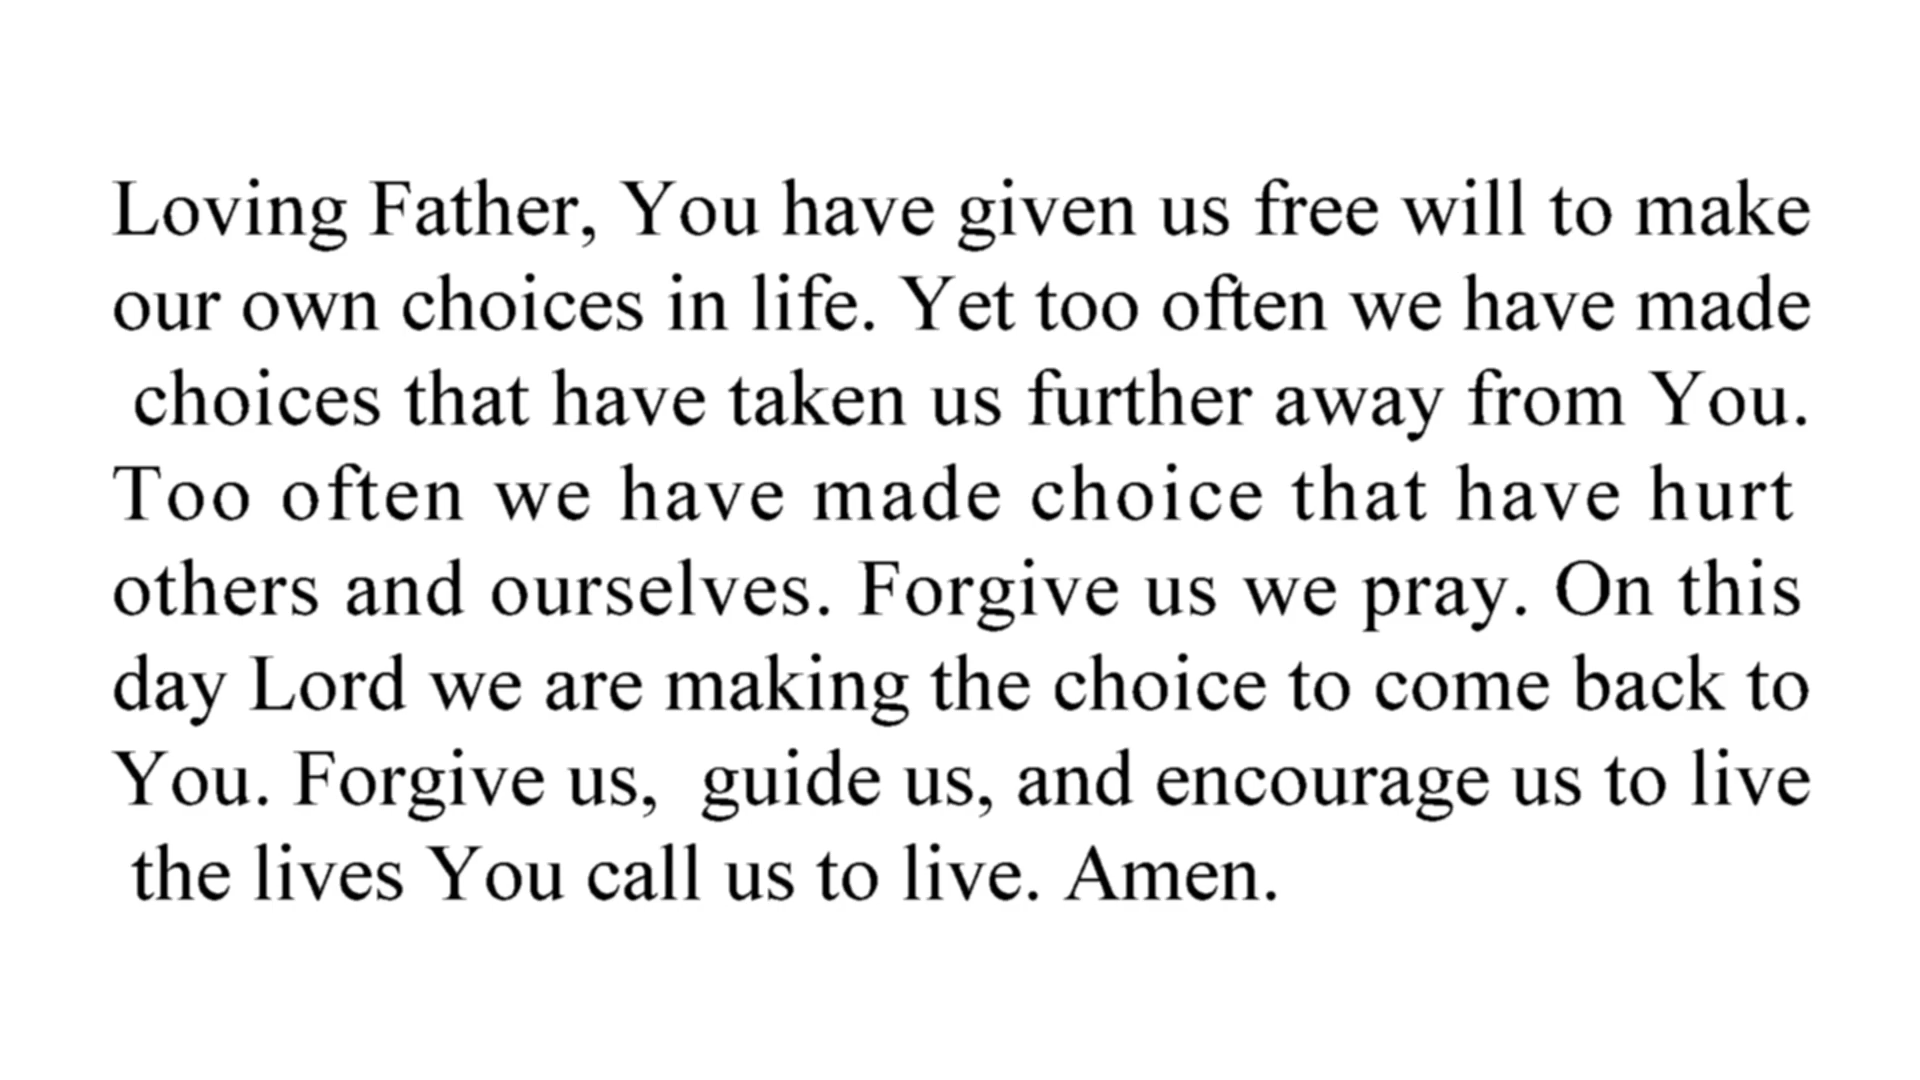 Loving Father, You have given us free will to make
our own choices in life. Yet too often we have made
choices that have taken us further away from You.
Too often we have made choice that have hurt
others and ourselves. Forgive us we pray. On this
day Lord we are making the choice to come back to
You. Forgive us,  guide us, and encourage us to live
the lives You call us to live. Amen.